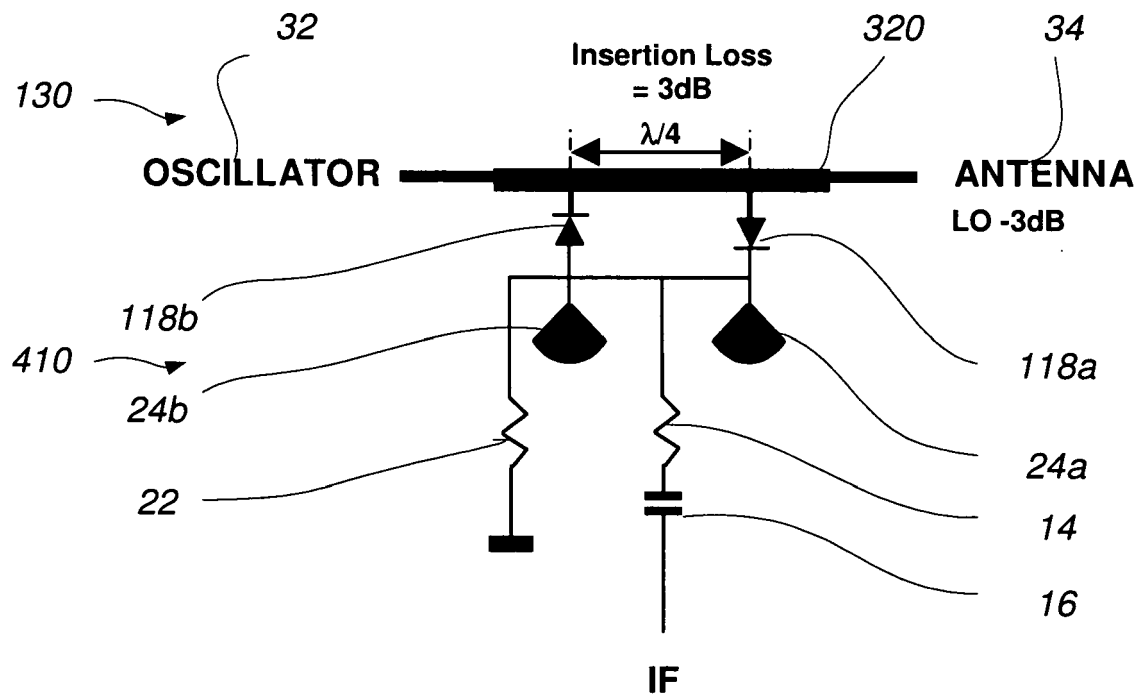 32
Insertion Loss
= 3dB
320
34
130
λ/4
OSCILLATOR
ANTENNA
LO -3dB
118b
410
24b
118a
22
24a
14
16
IF